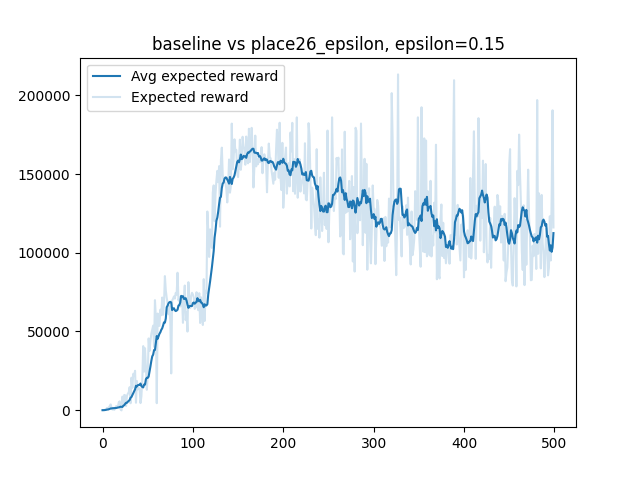 baseline vs place26_epsilon, epsilon=0.15
Avg expected reward
Expected reward
200000
150000
100000
50000
0
0 100 200 300 400 500